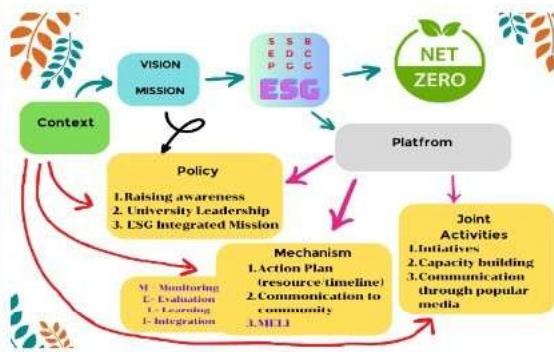 S S B
E D C
P G G
ESG
NET
ZERO
VISION
MISSION
Context
Platfrom
Policy
1.Raising awareness
2. University Leadership
3. ESG Integrated Mission
Mechanism
1.Action Plan
(resource/timeline)
2.Commonication to
community
3.MELI
M - Monitoring
E- Evaluation
L- Learning
I- Integration
Joint
Activities
1.Intiatives
2.Capacity building
3.Communication
through popular
media